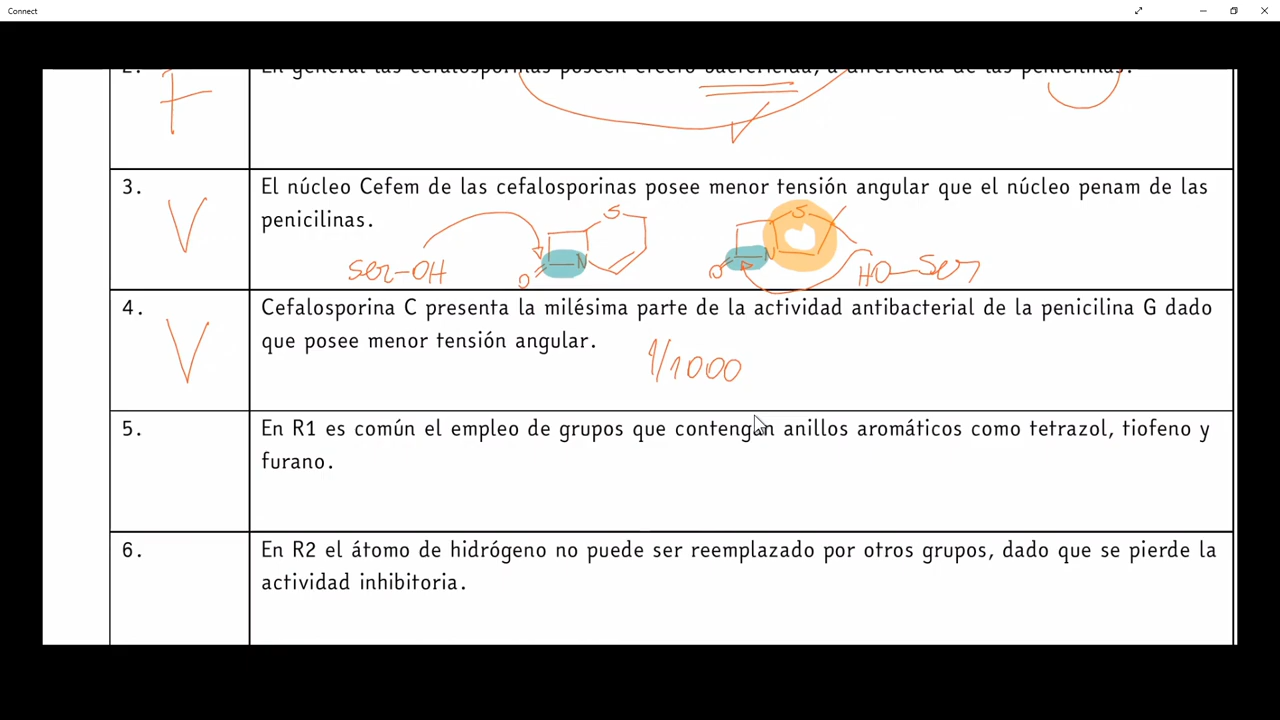 Connect
2.
En general las cefalosporinas poseen efecto bactericida, a diferencia de las penicilinas.
F
3.
El núcleo Cefem de las cefalosporinas posee menor tensión angular que el núcleo penam de las
penicilinas.
V
S
S
N
N
O
O
Ser-OH
HO-Ser
4.
Cefalosporina C presenta la milésima parte de la actividad antibacterial de la penicilina G dado
que posee menor tensión angular.
V
1/1000
5.
En R1 es común el empleo de grupos que contengan anillos aromáticos como tetrazol, tiofeno y
furano.
6.
En R2 el átomo de hidrógeno no puede ser reemplazado por otros grupos, dado que se pierde la
actividad inhibitoria.